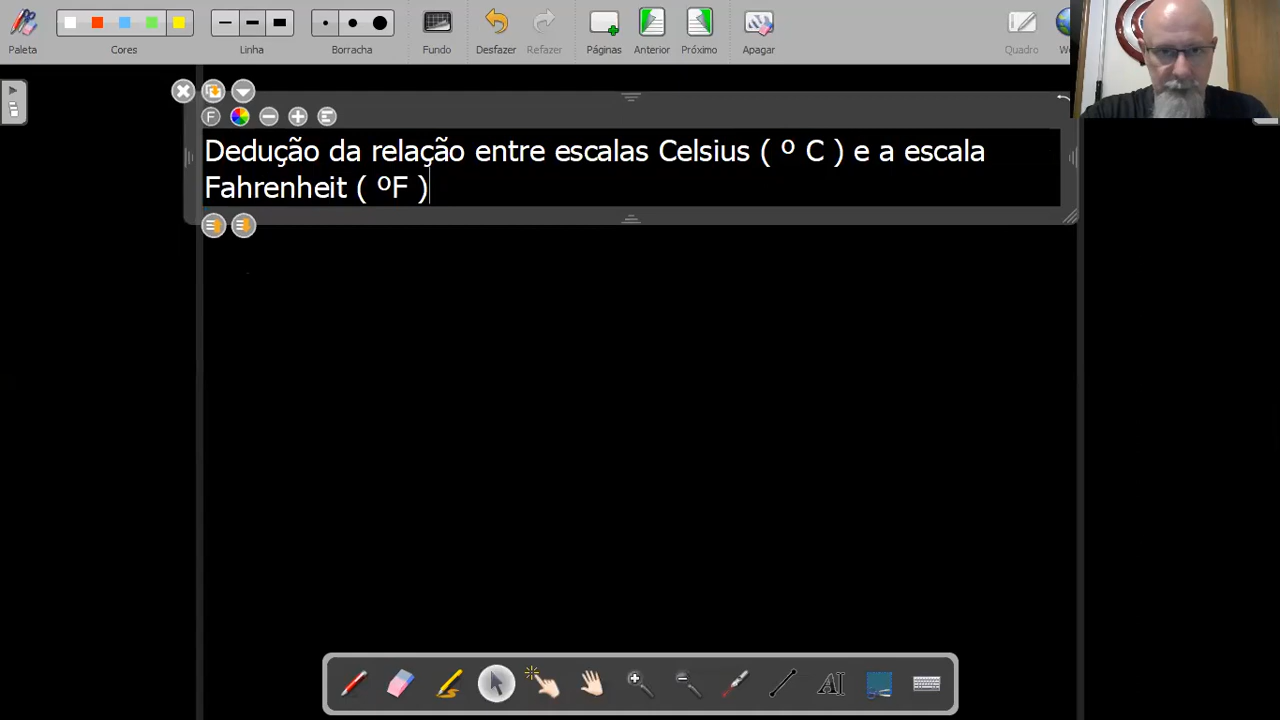 Paleta
Cores
Linha
Borracha
Fundo
Desfazer
Refazer
Páginas
Anterior
Próximo
Apagar
Quadro
F
Dedução da relação entre escalas Celsius ( º C ) e a escala
Fahrenheit ( ºF )
AI